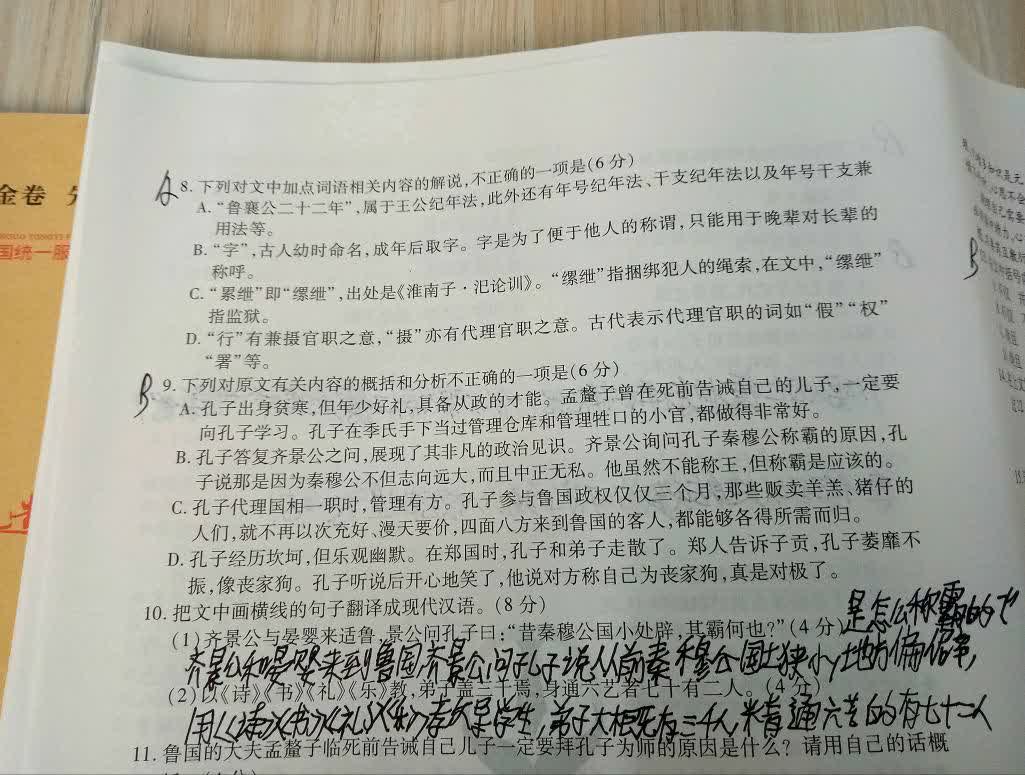 金卷
国统一服
A
8. 下列对文中加点词语相关内容的解说,不正确的一项是(6 分)
A. “鲁襄公二十二年”,属于王公纪年法,此外还有年号纪年法、干支纪年法以及年号干支兼
用法等。
B. “字”,古人幼时命名,成年后取字。字是为了便于他人的称谓,只能用于晚辈对长辈的
称呼。
C. “累绁”即“缧绁”,出处是《淮南子·汜论训》。“缧绁”指捆绑犯人的绳索,在文中,“缧绁”
指监狱。
D. “行”有兼摄官职之意,“摄”亦有代理官职之意。古代表示代理官职的词如“假”“权”
“署”等。
B
9. 下列对原文有关内容的概括和分析不正确的一项是(6 分)
A. 孔子出身贫寒,但年少好礼,具备从政的才能。孟釐子曾在死前告诫自己的儿子,一定要
向孔子学习。孔子在季氏手下当过管理仓库和管理牲口的小官,都做得非常好。
B. 孔子答复齐景公之问,展现了其非凡的政治见识。齐景公询问孔子秦穆公称霸的原因,孔
子说那是因为秦穆公不但志向远大,而且中正无私。他虽然不能称王,但称霸是应该的。
C. 孔子代理国相一职时,管理有方。孔子参与鲁国政权仅仅三个月,那些贩卖羊羔、猪仔的
人们,就不再以次充好、漫天要价,四面八方来到鲁国的客人,都能够各得所需而归。
D. 孔子经历坎坷,但乐观幽默。在郑国时,孔子和弟子走散了。郑人告诉子贡,孔子萎靡不
振,像丧家狗。孔子听说后开心地笑了,他说对方称自己为丧家狗,真是对极了。
10. 把文中画横线的句子翻译成现代汉语。(8 分)
(1)齐景公与晏婴来适鲁,景公问孔子曰:“昔秦穆公国小处辟,其霸何也?”(4 分)
是怎么称霸的
齐景公和晏婴来到鲁国,齐景公问孔子说从前秦穆公国土狭小,土地偏僻,
(2)以《诗》《书》《礼》《乐》教,弟子盖三千焉,身通六艺者七十有二人。(4 分)
用《诗》《书》《礼》《乐》学生,弟子大概有三千人,精通六艺的有七十二人
11. 鲁国的大夫孟釐子临死前告诫自己儿子一定要拜孔子为师的原因是什么? 请用自己的话概
B